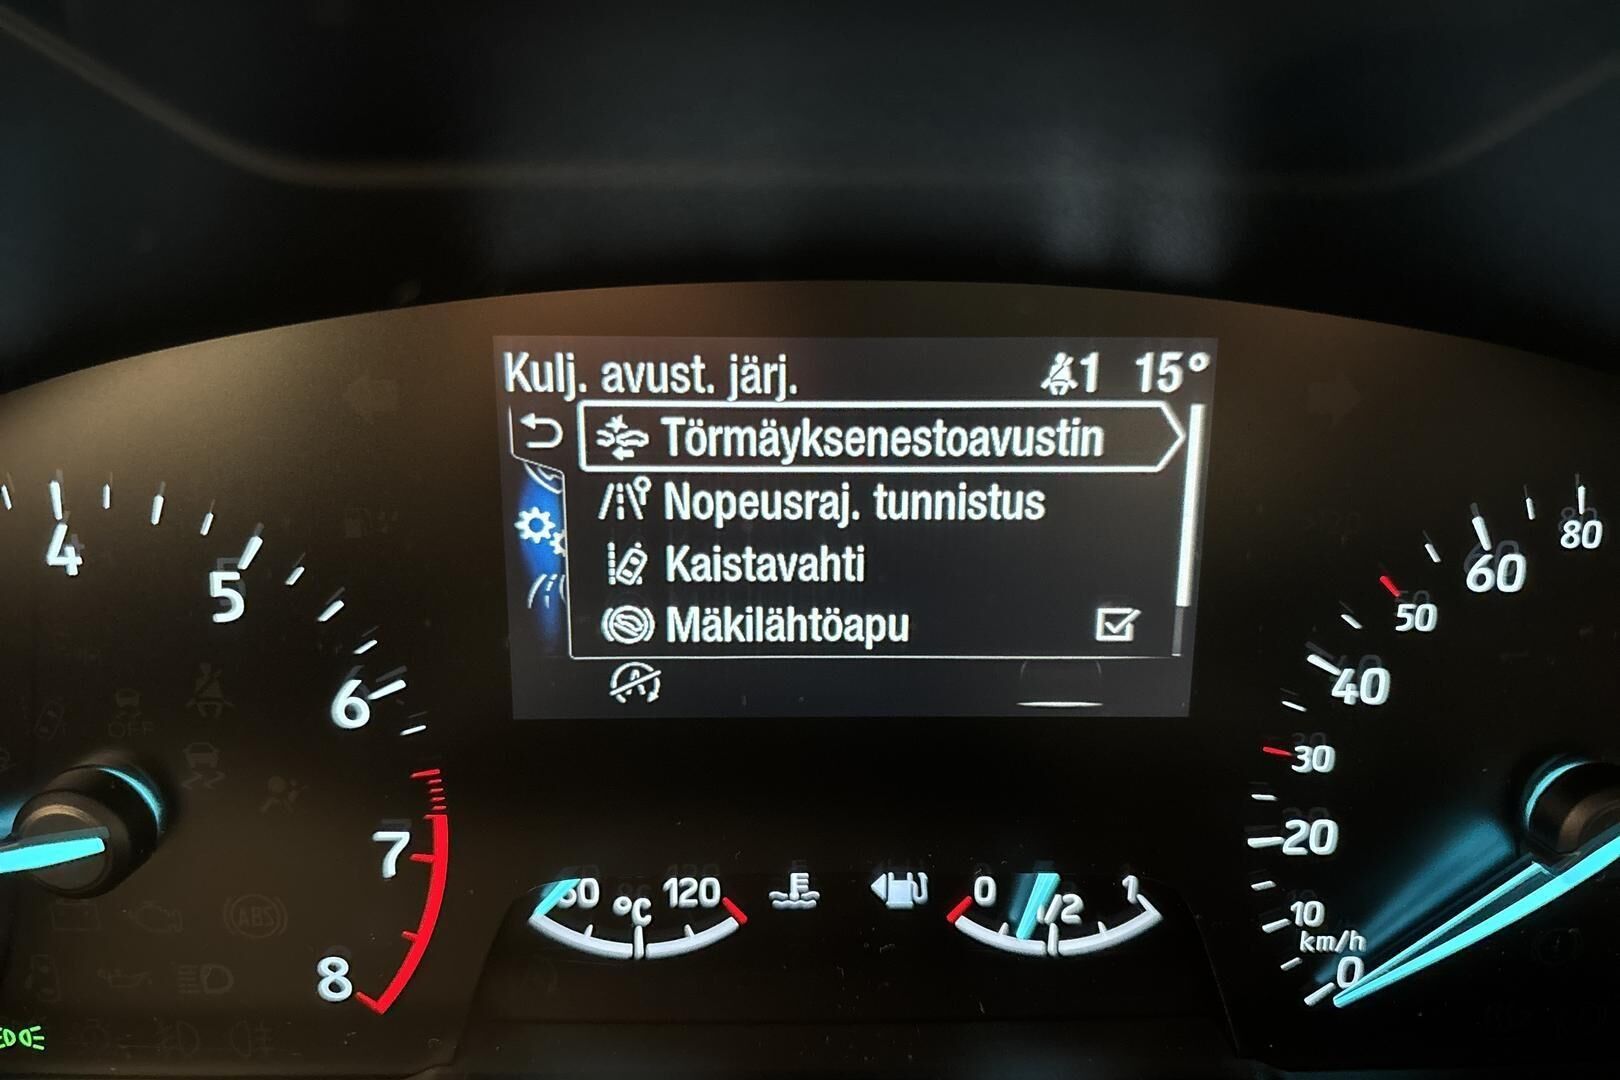 Kulj. avust. järj. 1 15°
Törmäyksenestoavustin
Nopeusraj. tunnistus
Kaistavahti
Mäkilähtöapu
4
5
6
7
8
80
60
50
40
30
20
10
km/h
0
60 °C 120
0 1/2 1
OFF
ABS